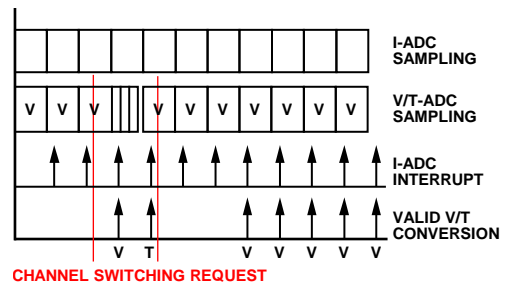 I-ADC
SAMPLING
V V V V V V V V V V
V/T-ADC
SAMPLING
I-ADC
INTERRUPT
VALID V/T
CONVERSION
V T V V V V V
CHANNEL SWITCHING REQUEST